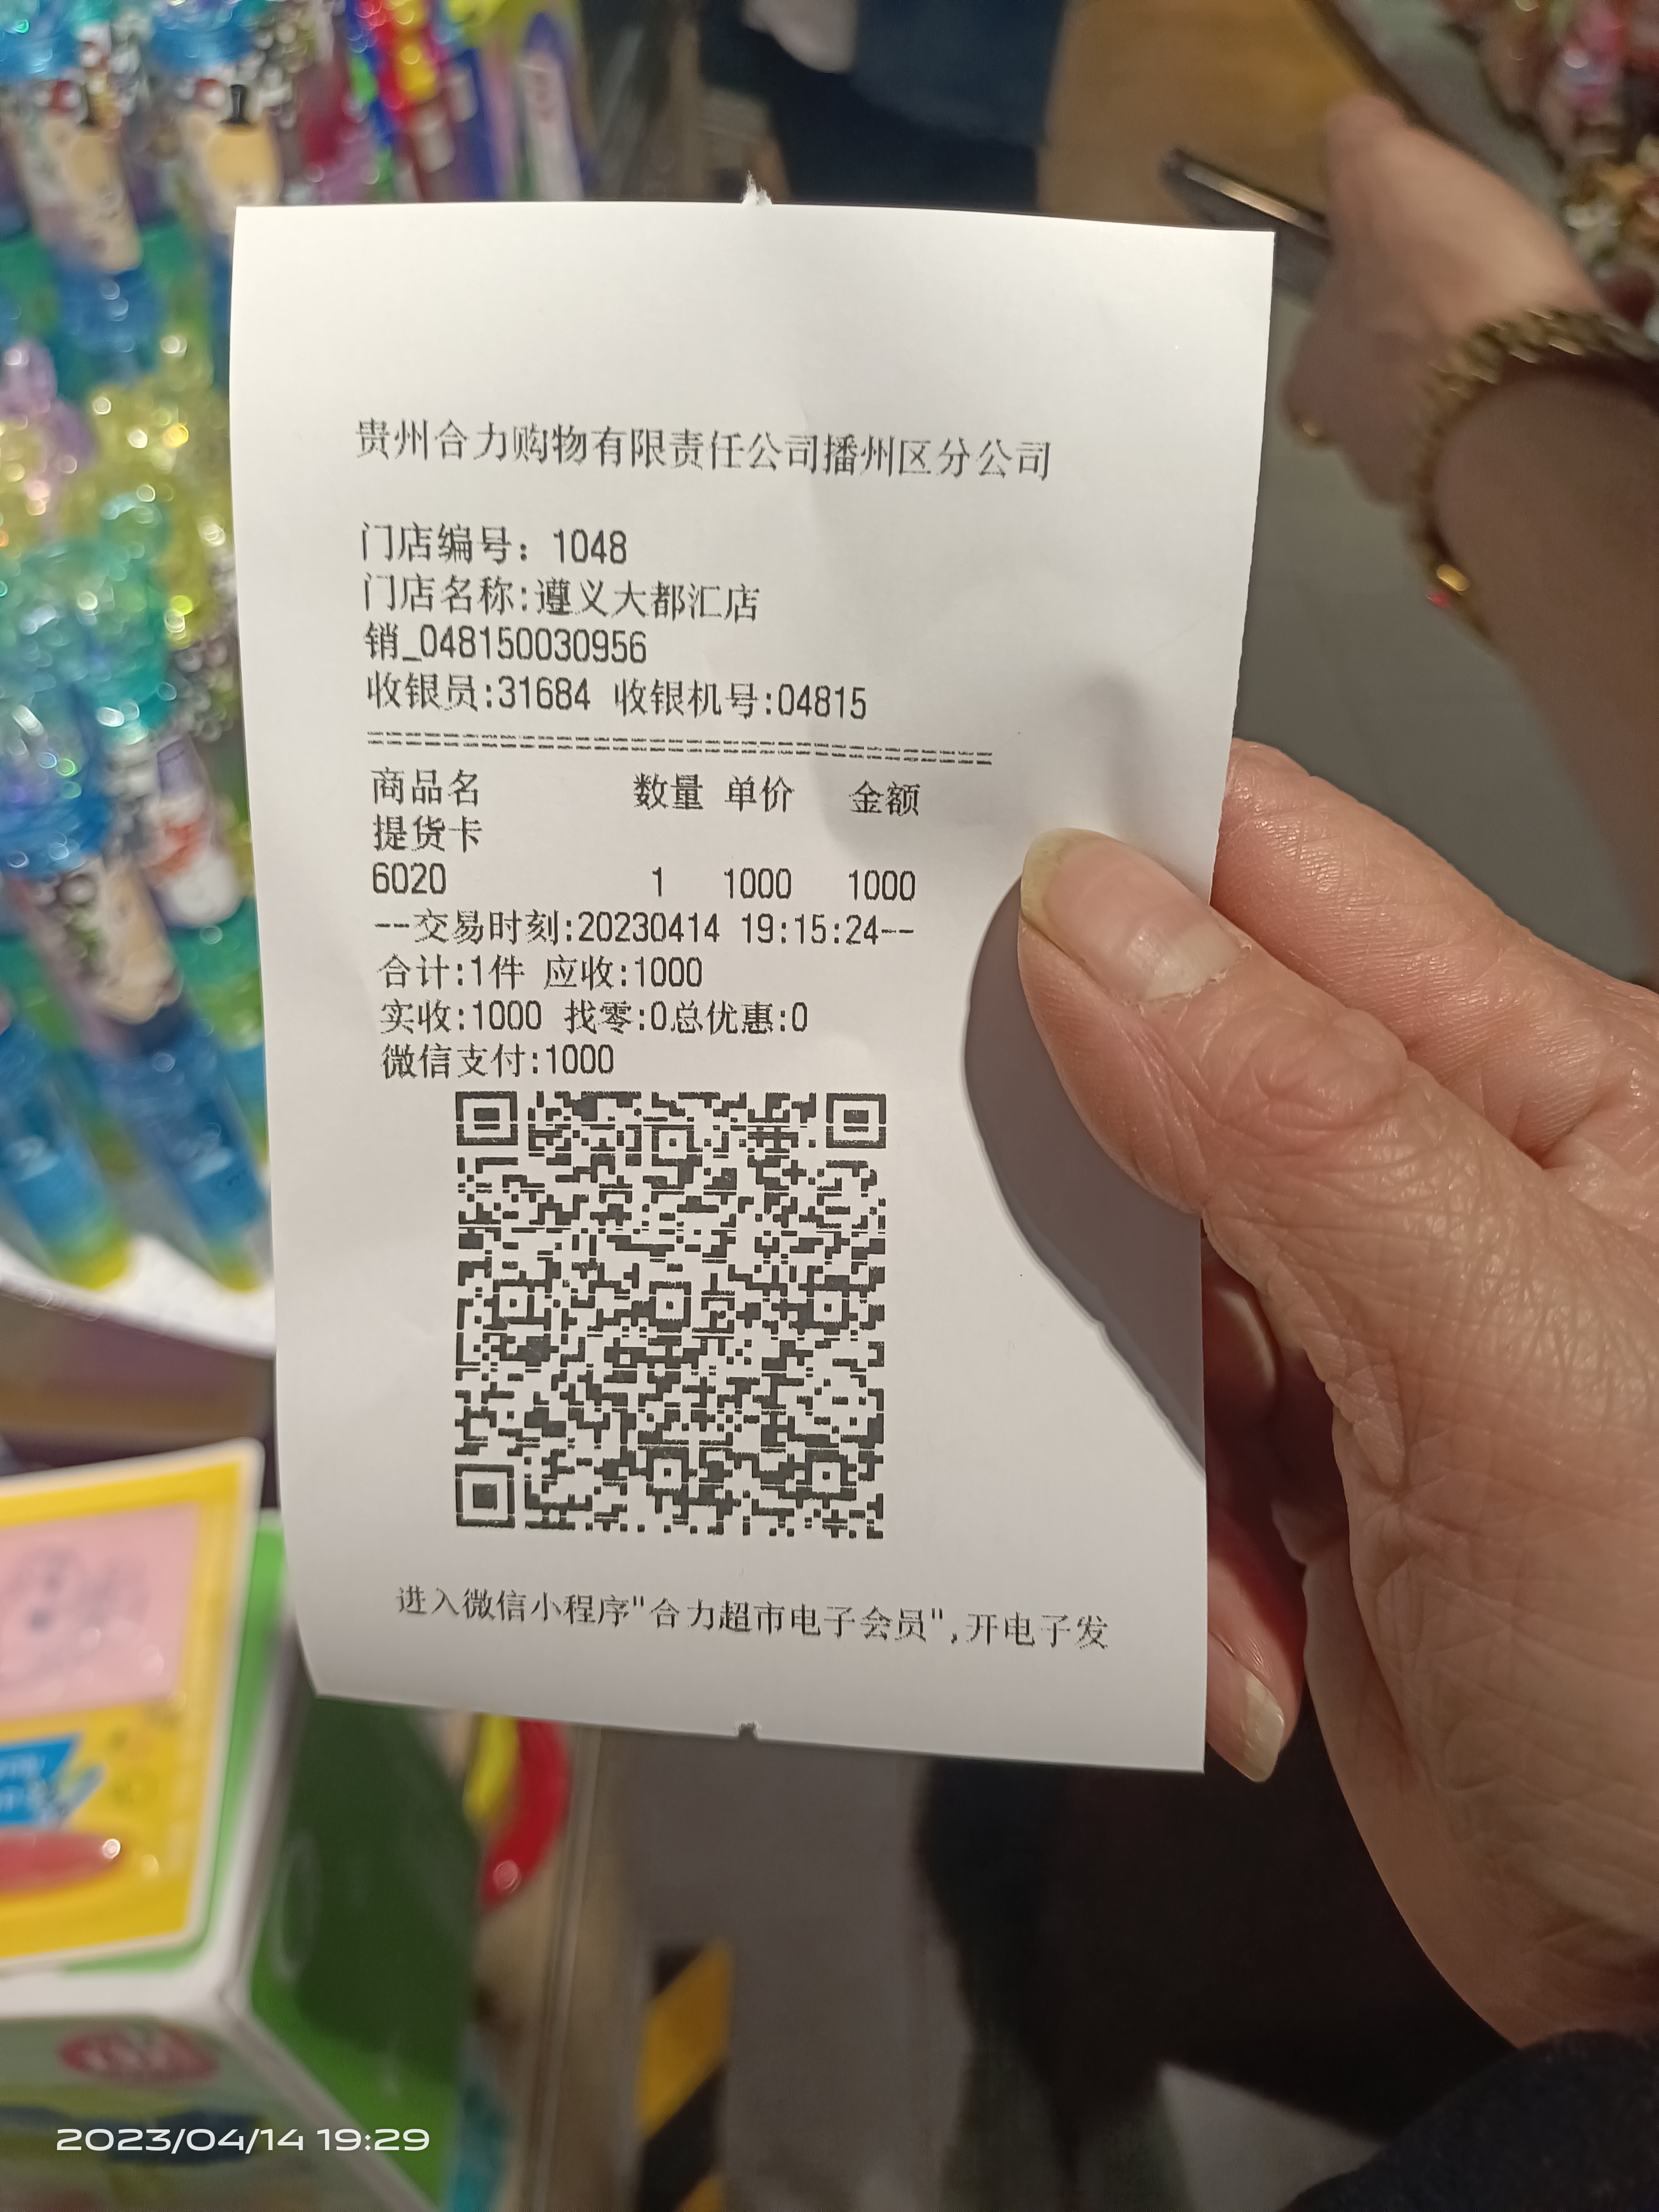 贵州合力购物有限责任公司播州区分公司
门店编号：1048
门店名称:遵义大都汇店
销_048150030956
收银员:31684 收银机号:04815
商品名 数量 单价 金额
提货卡
6020 1 1000 1000
--交易时刻:20230414 19:15:24--
合计:1件 应收:1000
实收:1000 找零:0总优惠:0
微信支付:1000
进入微信小程序"合力超市电子会员",开电子发
2023/04/14 19:29